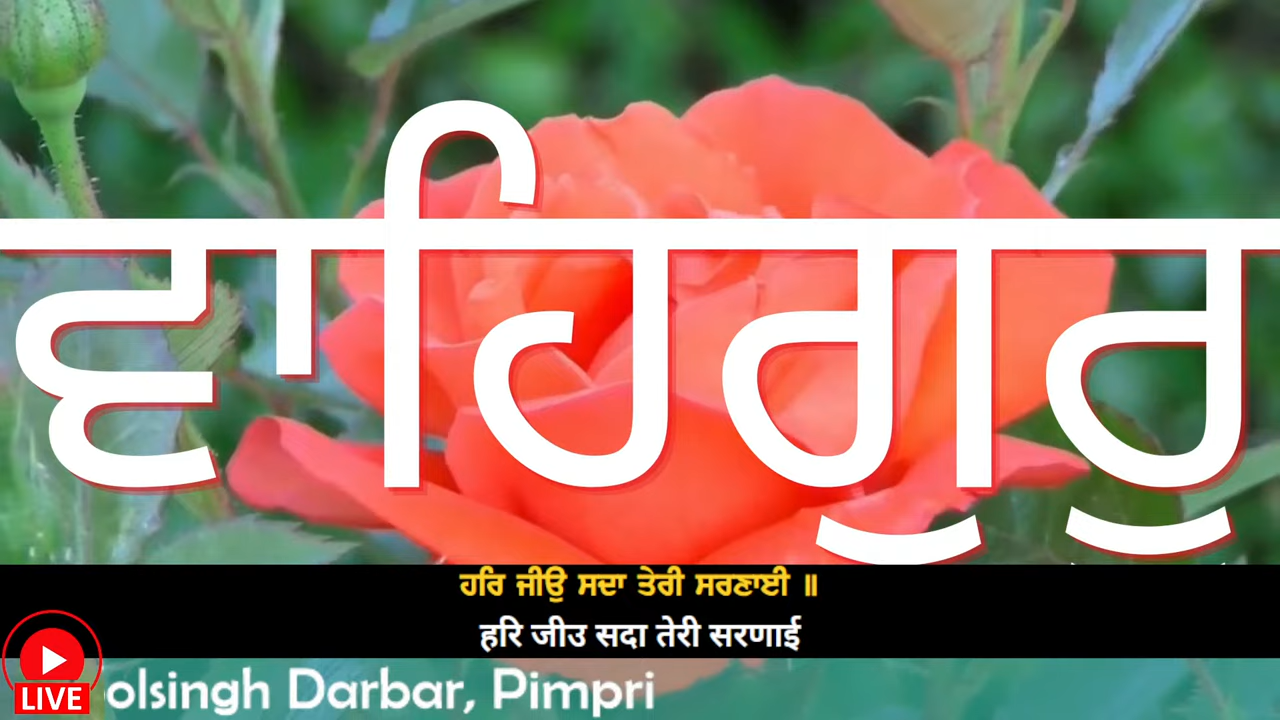 ਵਾਹਿਗੁਰੂ
ਹਰਿ ਜੀਉ ਸਦਾ ਤੇਰੀ ਸਰਣਾਈ ॥
हरि जीउ सदा तेरी सरणाई
olsingh Darbar, Pimpri
LIVE